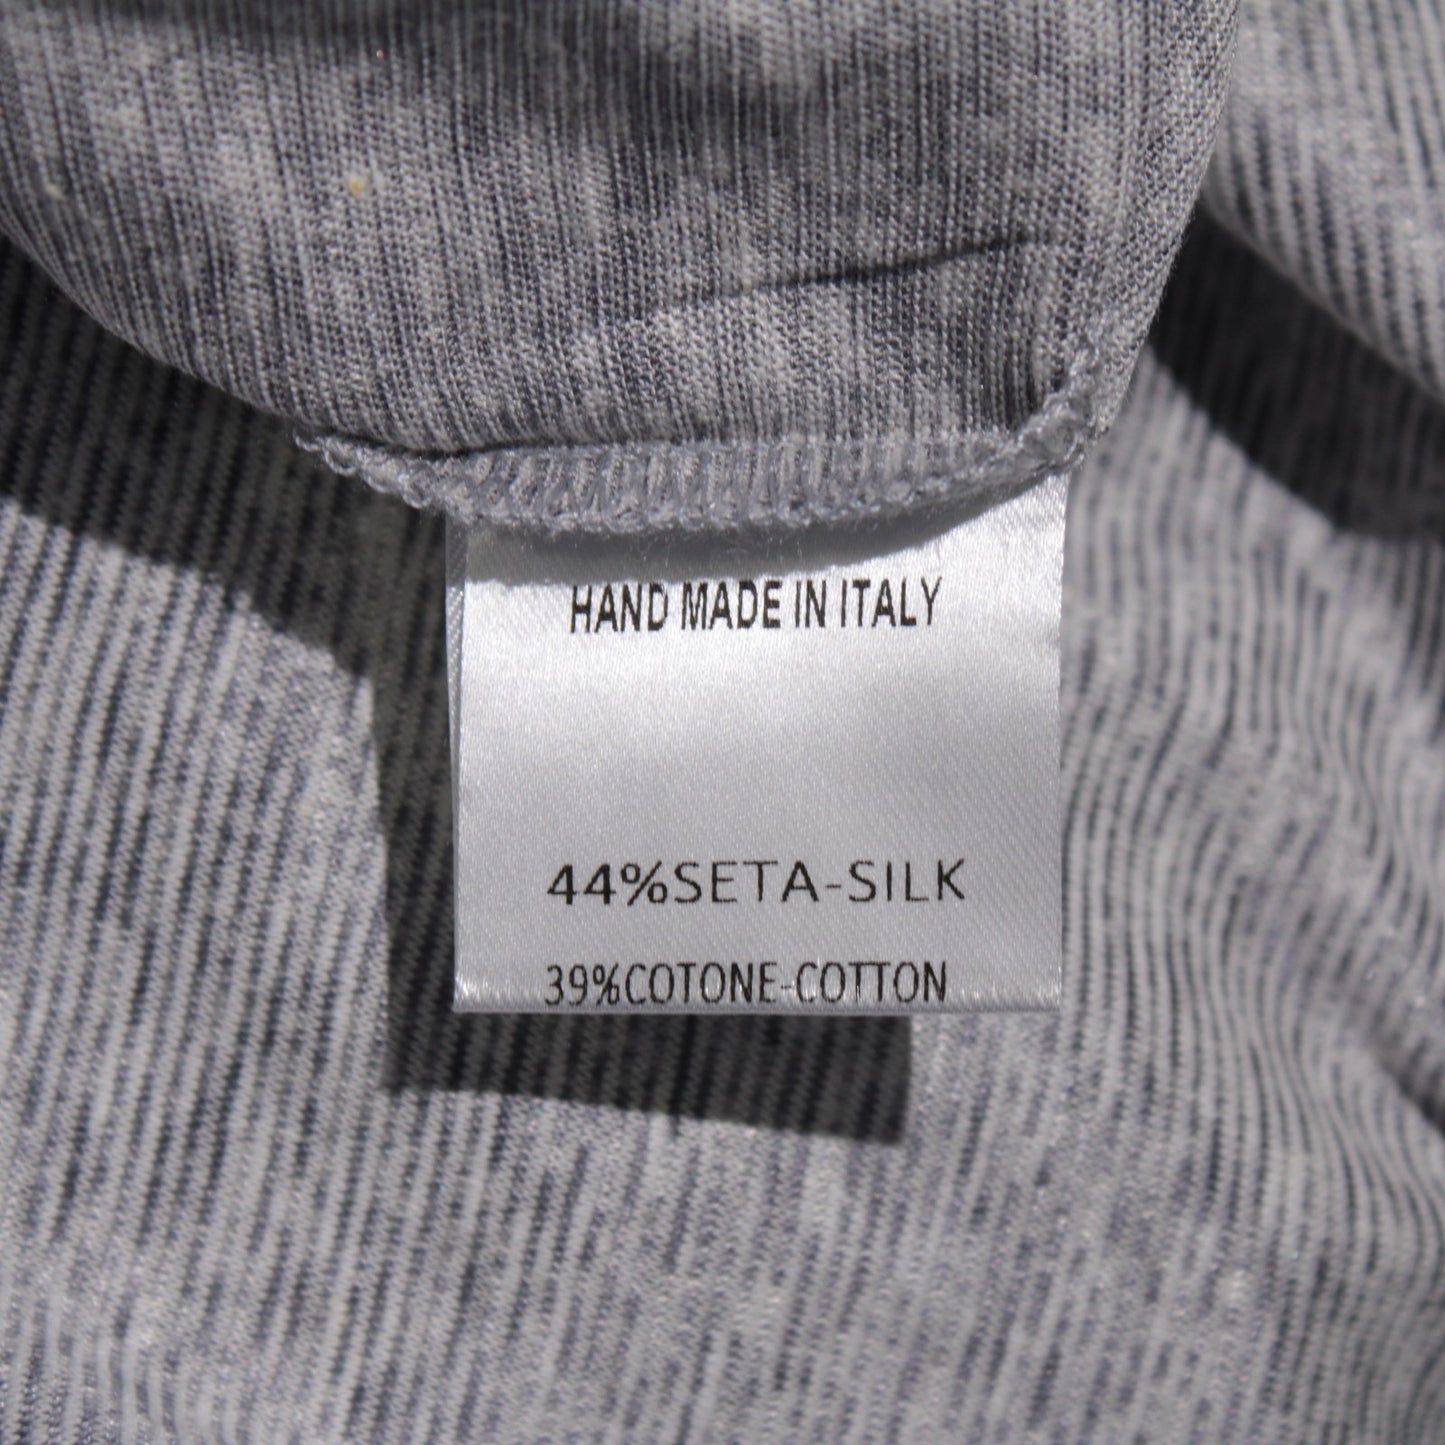 HAND MADE IN ITALY
44%SETA-SILK
39%COTONE-COTTON